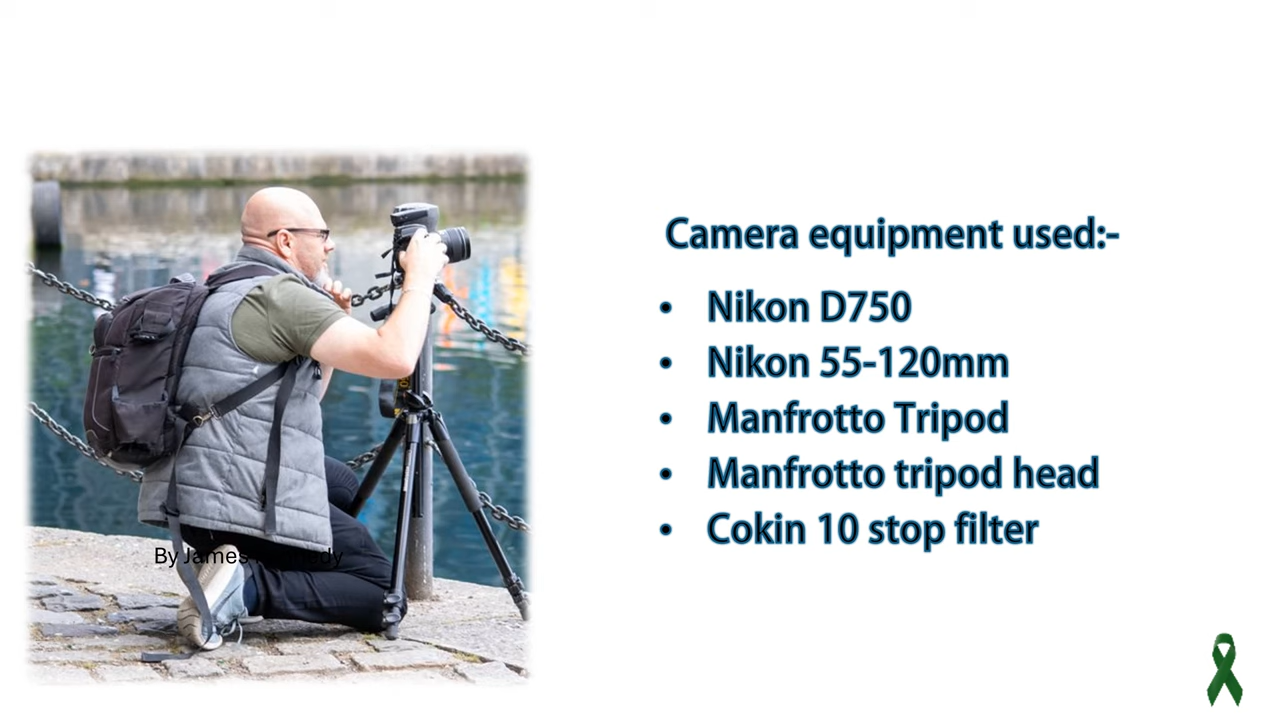 Camera equipment used:-
• Nikon D750
• Nikon 55-120mm
• Manfrotto Tripod
• Manfrotto tripod head
• Cokin 10 stop filter
By James